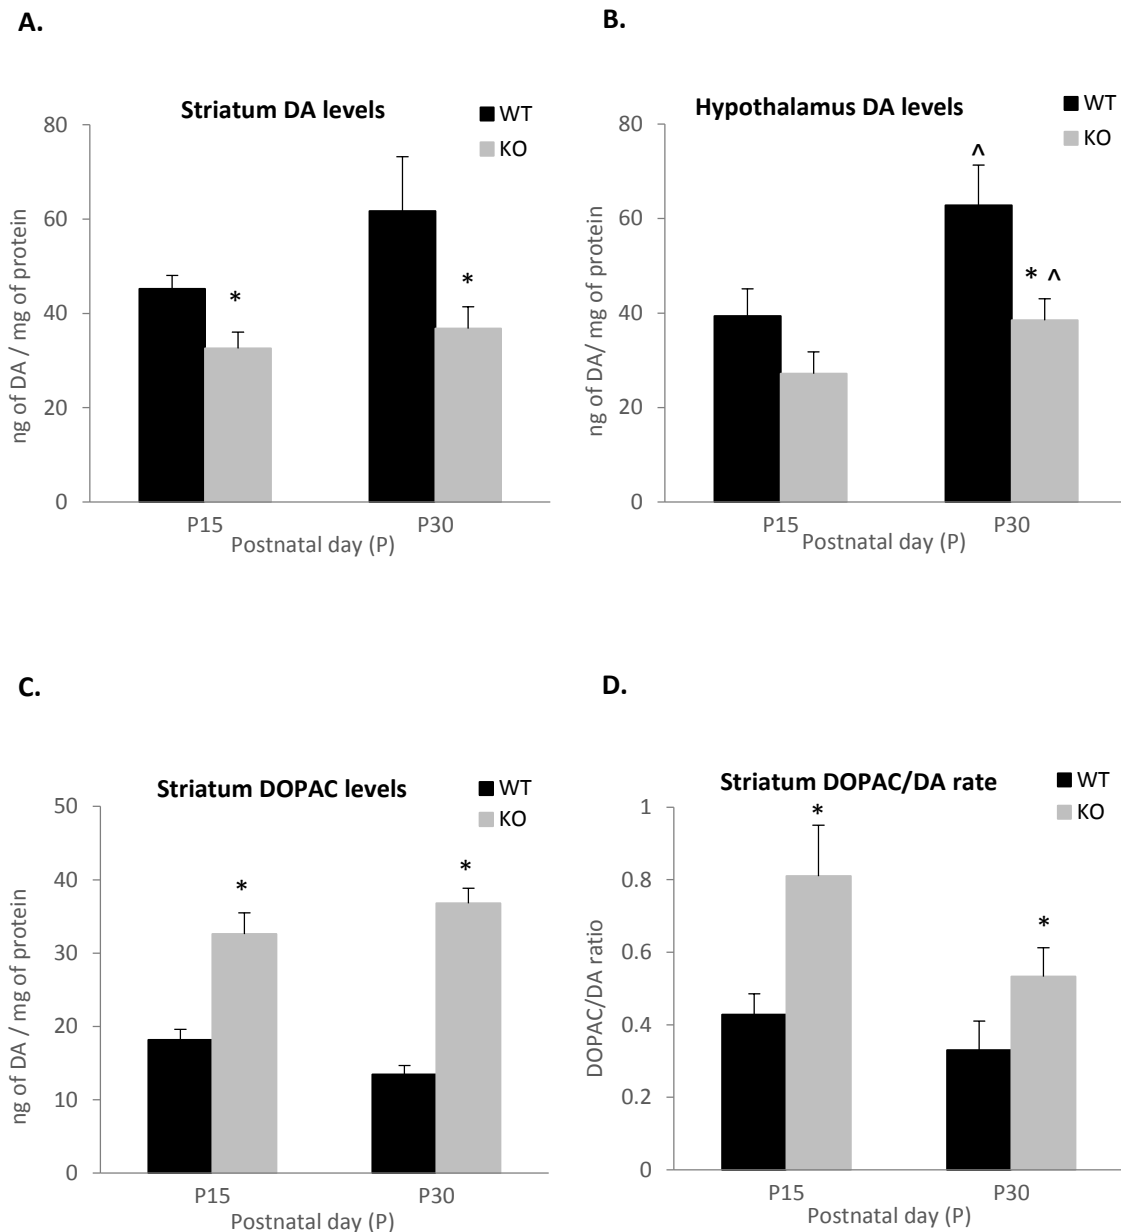 A.
Striatum DA levels
WT
KO
ng of DA / mg of protein
80
60
40
20
0
*
*
P15
P30
Postnatal day (P)
B.
Hypothalamus DA levels
WT
KO
ng of DA/ mg of protein
80
60
40
20
0
^
* ^
P15
P30
Postnatal day (P)
C.
Striatum DOPAC levels
WT
KO
ng of DA / mg of protein
50
40
30
20
10
0
*
*
P15
P30
Postnatal day (P)
D.
Striatum DOPAC/DA rate
WT
KO
DOPAC/DA ratio
1
0.8
0.6
0.4
0.2
0
*
*
P15
P30
Postnatal day (P)